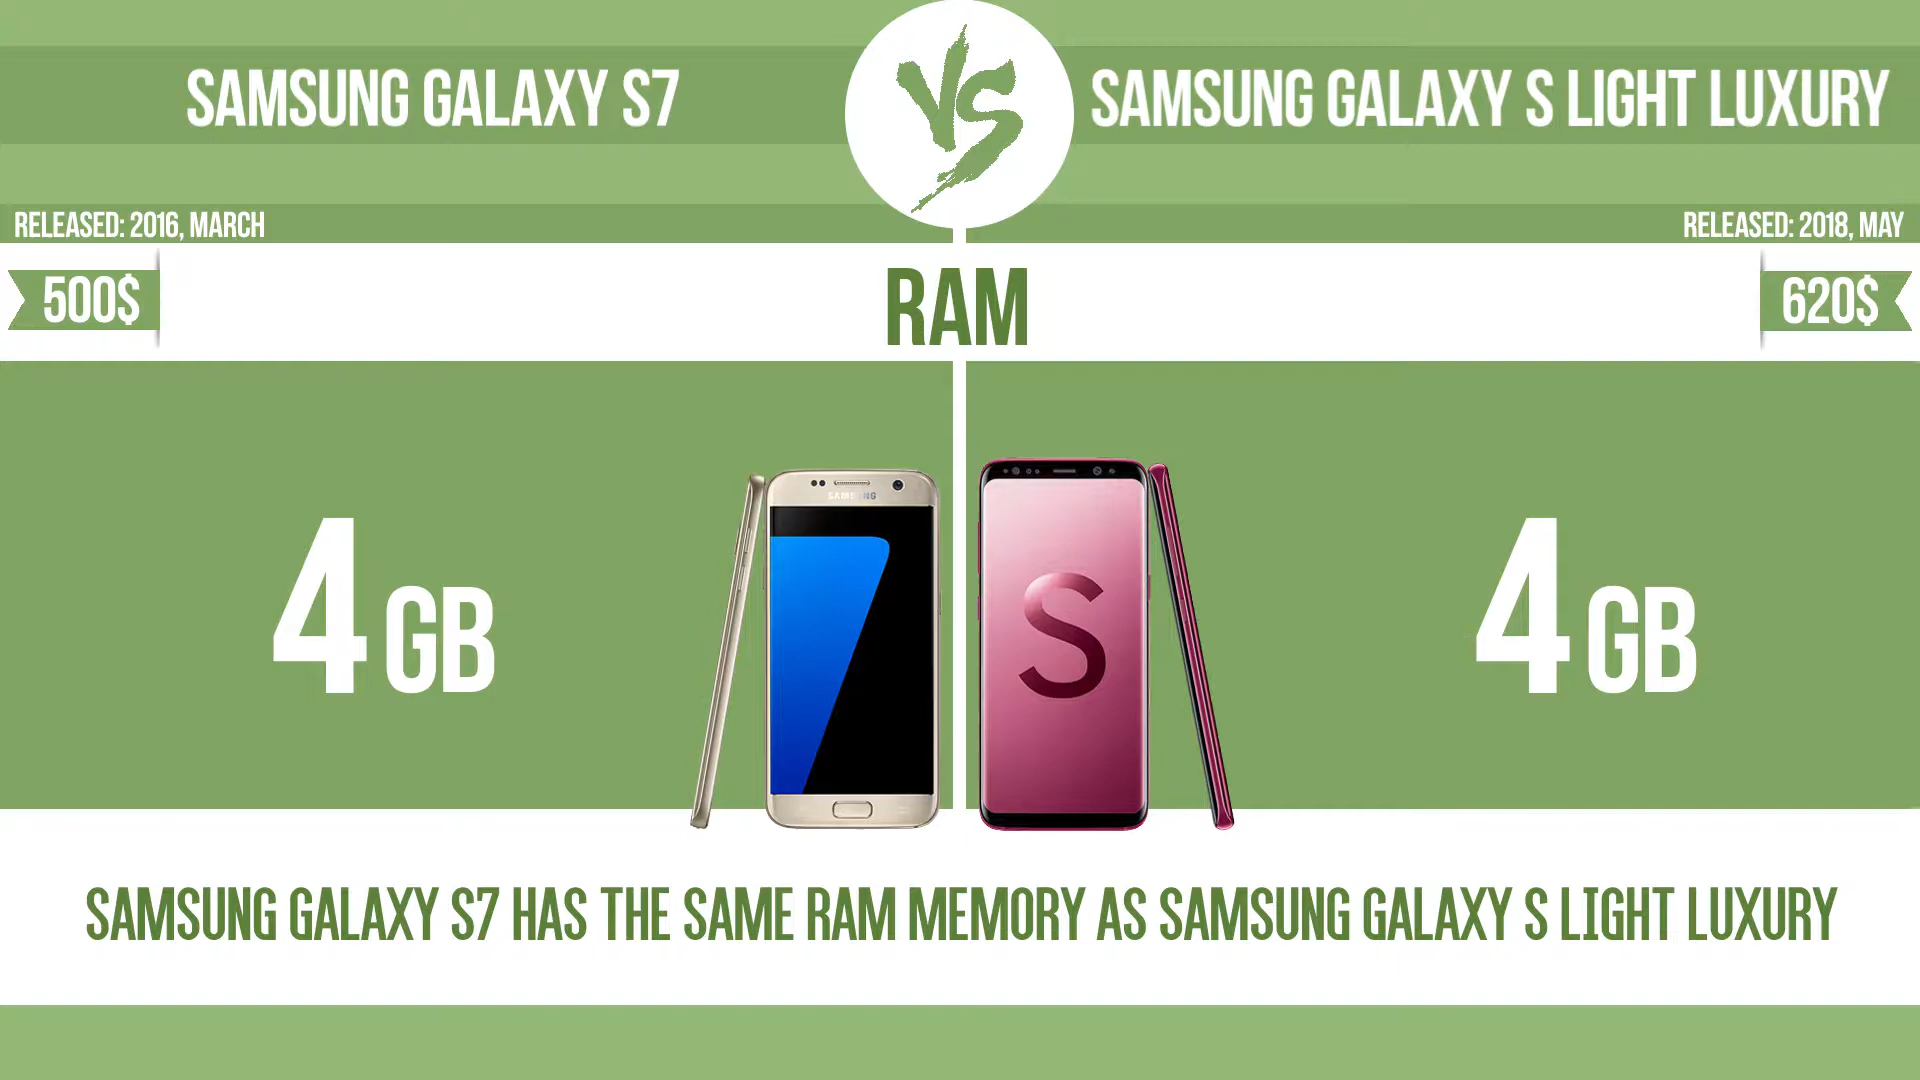 SAMSUNG GALAXY S7
VS
SAMSUNG GALAXY S LIGHT LUXURY
RELEASED: 2016, MARCH
RELEASED: 2018, MAY
500$
RAM
620$
SAMSUNG
4 GB
S
4 GB
SAMSUNG GALAXY S7 HAS THE SAME RAM MEMORY AS SAMSUNG GALAXY S LIGHT LUXURY